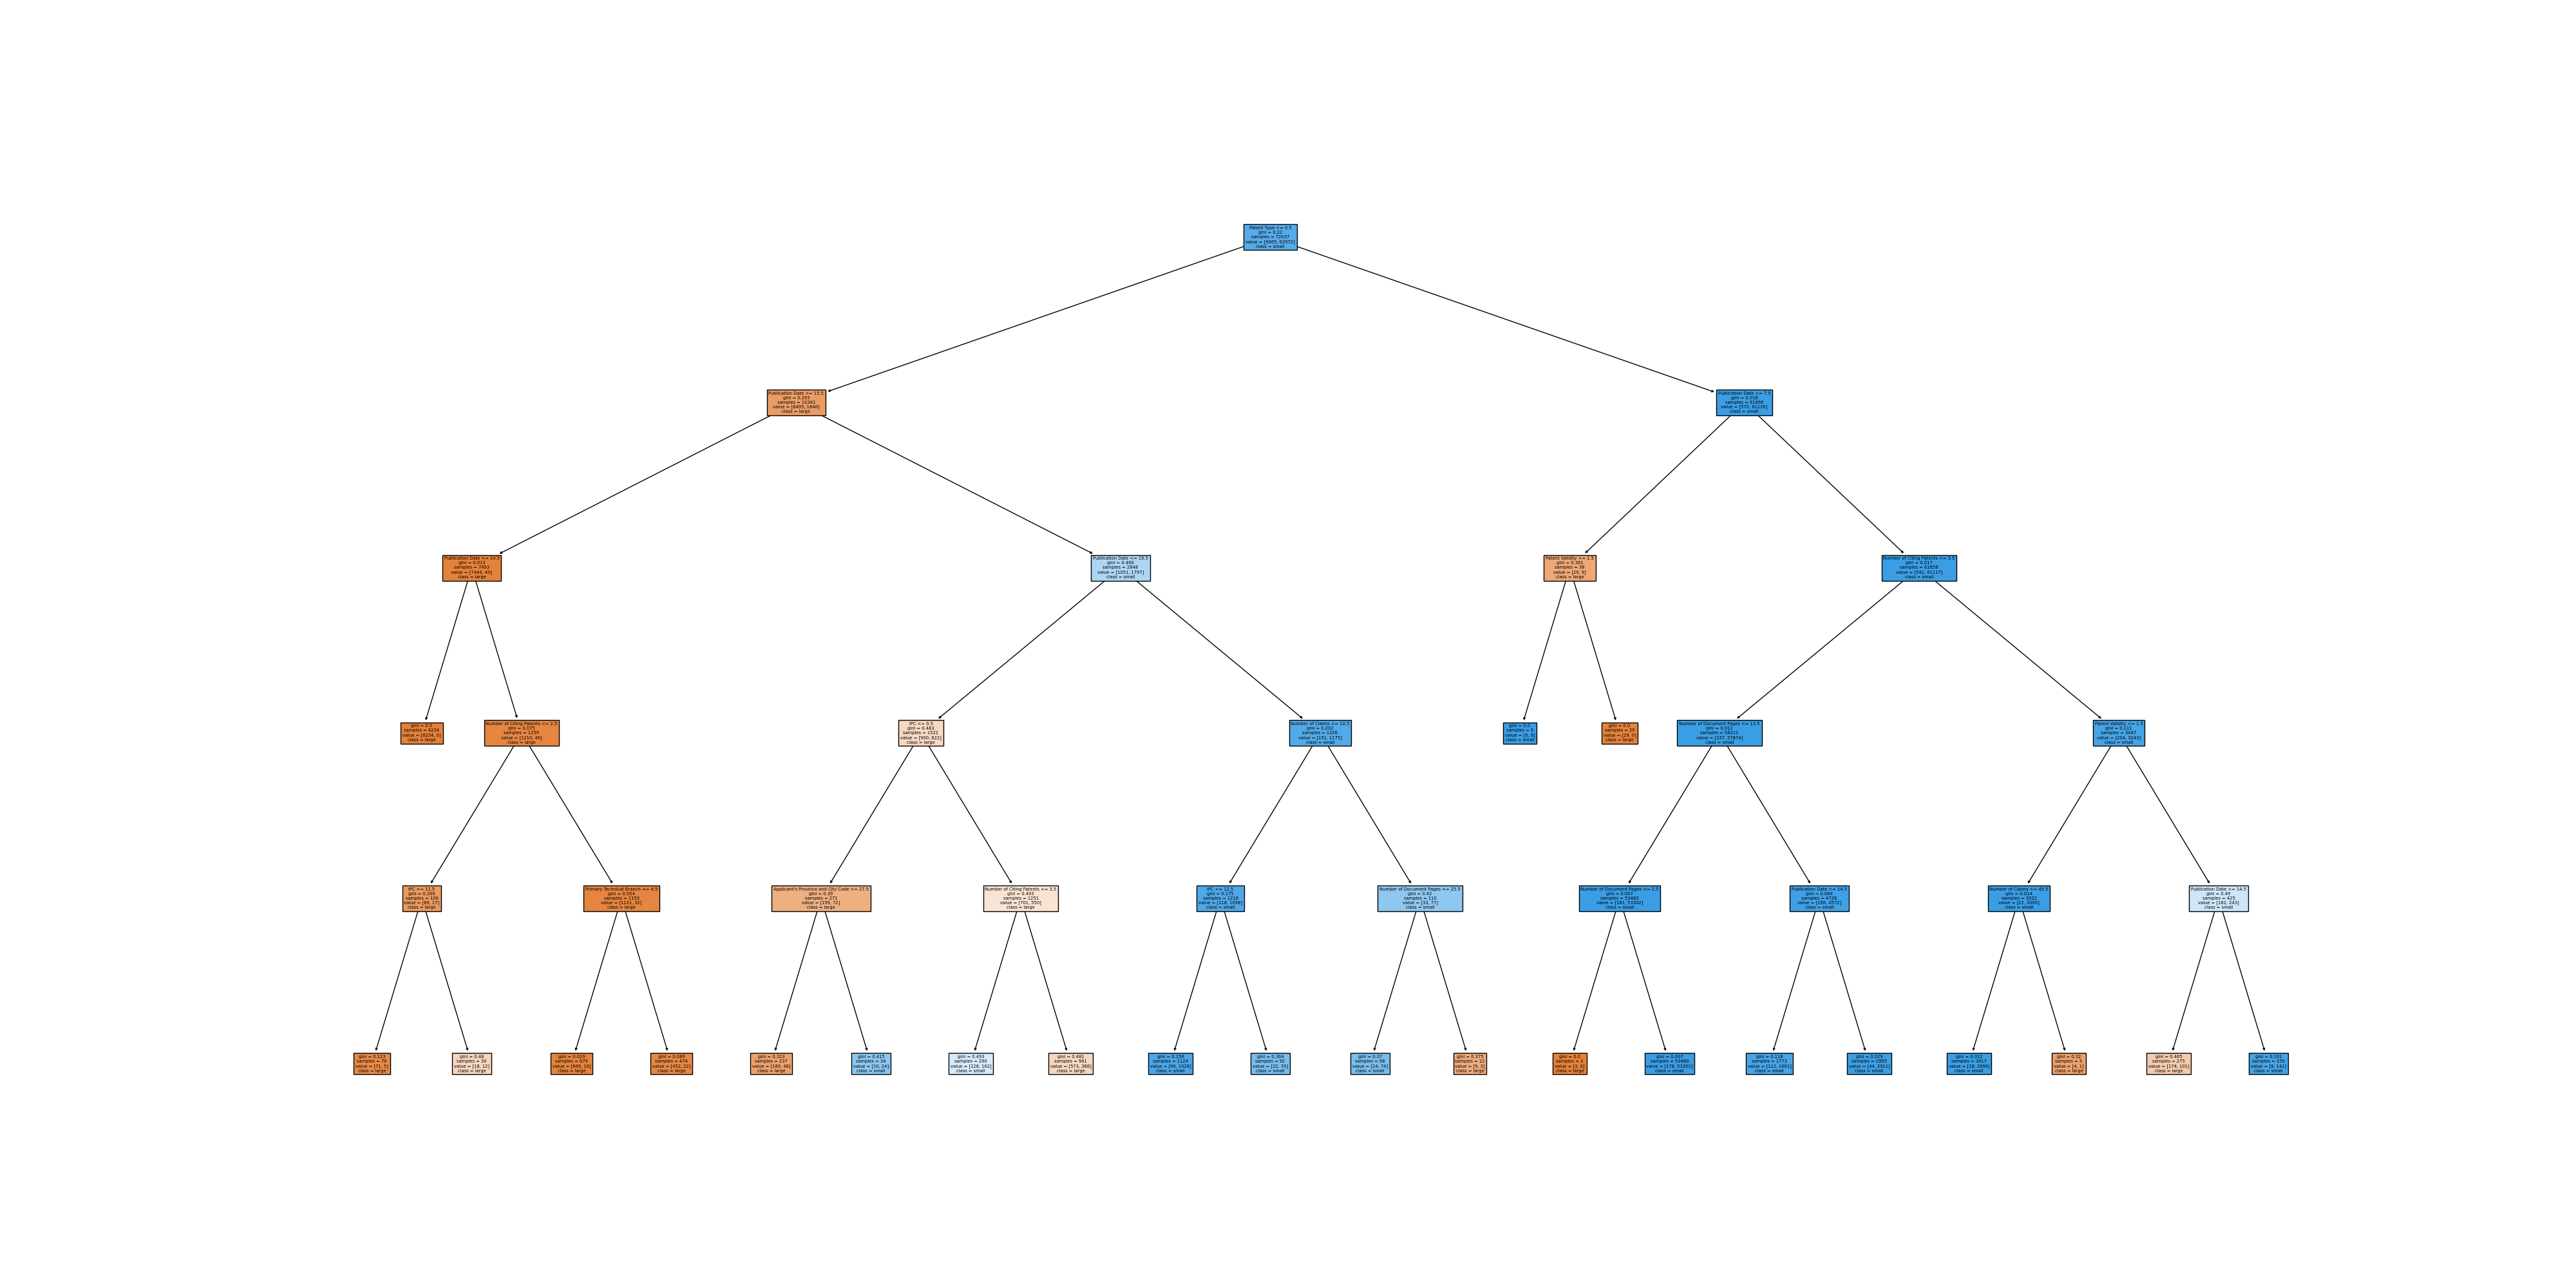 Patent Type <= 0.5
gini = 0.22
samples = 72037
value = [9065, 62972]
class = small
Publication Date <= 15.5
gini = 0.293
samples = 10341
value = [8495, 1846]
class = large
Publication Date <= 7.5
gini = 0.018
samples = 61696
value = [570, 61126]
class = small
Publication Date <= 14.5
gini = 0.013
samples = 7493
value = [7444, 49]
class = large
Publication Date <= 16.5
gini = 0.466
samples = 2848
value = [1051, 1797]
class = small
Patent Validity <= 1.5
gini = 0.361
samples = 38
value = [29, 9]
class = large
Number of Citing Patents <= 3.5
gini = 0.017
samples = 61658
value = [541, 61117]
class = small
gini = 0.0
samples = 6234
value = [6234, 0]
class = large
Number of Citing Patents <= 2.5
gini = 0.075
samples = 1259
value = [1210, 49]
class = large
IPC <= 0.5
gini = 0.483
samples = 1522
value = [900, 622]
class = large
Number of Claims <= 10.5
gini = 0.202
samples = 1326
value = [151, 1175]
class = small
gini = 0.0
samples = 9
value = [0, 9]
class = small
gini = 0.0
samples = 29
value = [29, 0]
class = large
Number of Document Pages <= 15.5
gini = 0.012
samples = 58211
value = [337, 57874]
class = small
Patent Validity <= 1.5
gini = 0.111
samples = 3447
value = [204, 3243]
class = small
IPC <= 11.5
gini = 0.269
samples = 106
value = [89, 17]
class = large
Primary Technical Branch <= 4.5
gini = 0.054
samples = 1153
value = [1121, 32]
class = large
Applicant's Province and City Code <= 27.5
gini = 0.39
samples = 271
value = [199, 72]
class = large
Number of Citing Patents <= 3.5
gini = 0.493
samples = 1251
value = [701, 550]
class = large
IPC <= 12.5
gini = 0.175
samples = 1216
value = [118, 1098]
class = small
Number of Document Pages <= 25.5
gini = 0.42
samples = 110
value = [33, 77]
class = small
Number of Document Pages <= 2.5
gini = 0.007
samples = 53483
value = [181, 53302]
class = small
Publication Date <= 14.5
gini = 0.064
samples = 4728
value = [156, 4572]
class = small
Number of Claims <= 45.5
gini = 0.014
samples = 3022
value = [22, 3000]
class = small
Publication Date <= 14.5
gini = 0.49
samples = 425
value = [182, 243]
class = small
gini = 0.123
samples = 76
value = [71, 5]
class = large
gini = 0.48
samples = 30
value = [18, 12]
class = large
gini = 0.029
samples = 679
value = [669, 10]
class = large
gini = 0.089
samples = 474
value = [452, 22]
class = large
gini = 0.323
samples = 237
value = [189, 48]
class = large
gini = 0.415
samples = 34
value = [10, 24]
class = small
gini = 0.493
samples = 290
value = [128, 162]
class = small
gini = 0.481
samples = 961
value = [573, 388]
class = large
gini = 0.156
samples = 1124
value = [96, 1028]
class = small
gini = 0.364
samples = 92
value = [22, 70]
class = small
gini = 0.37
samples = 98
value = [24, 74]
class = small
gini = 0.375
samples = 12
value = [9, 3]
class = large
gini = 0.0
samples = 3
value = [3, 0]
class = large
gini = 0.007
samples = 53480
value = [178, 53302]
class = small
gini = 0.118
samples = 1773
value = [112, 1661]
class = small
gini = 0.029
samples = 2955
value = [44, 2911]
class = small
gini = 0.012
samples = 3017
value = [18, 2999]
class = small
gini = 0.32
samples = 5
value = [4, 1]
class = large
gini = 0.465
samples = 275
value = [174, 101]
class = large
gini = 0.101
samples = 150
value = [8, 142]
class = small